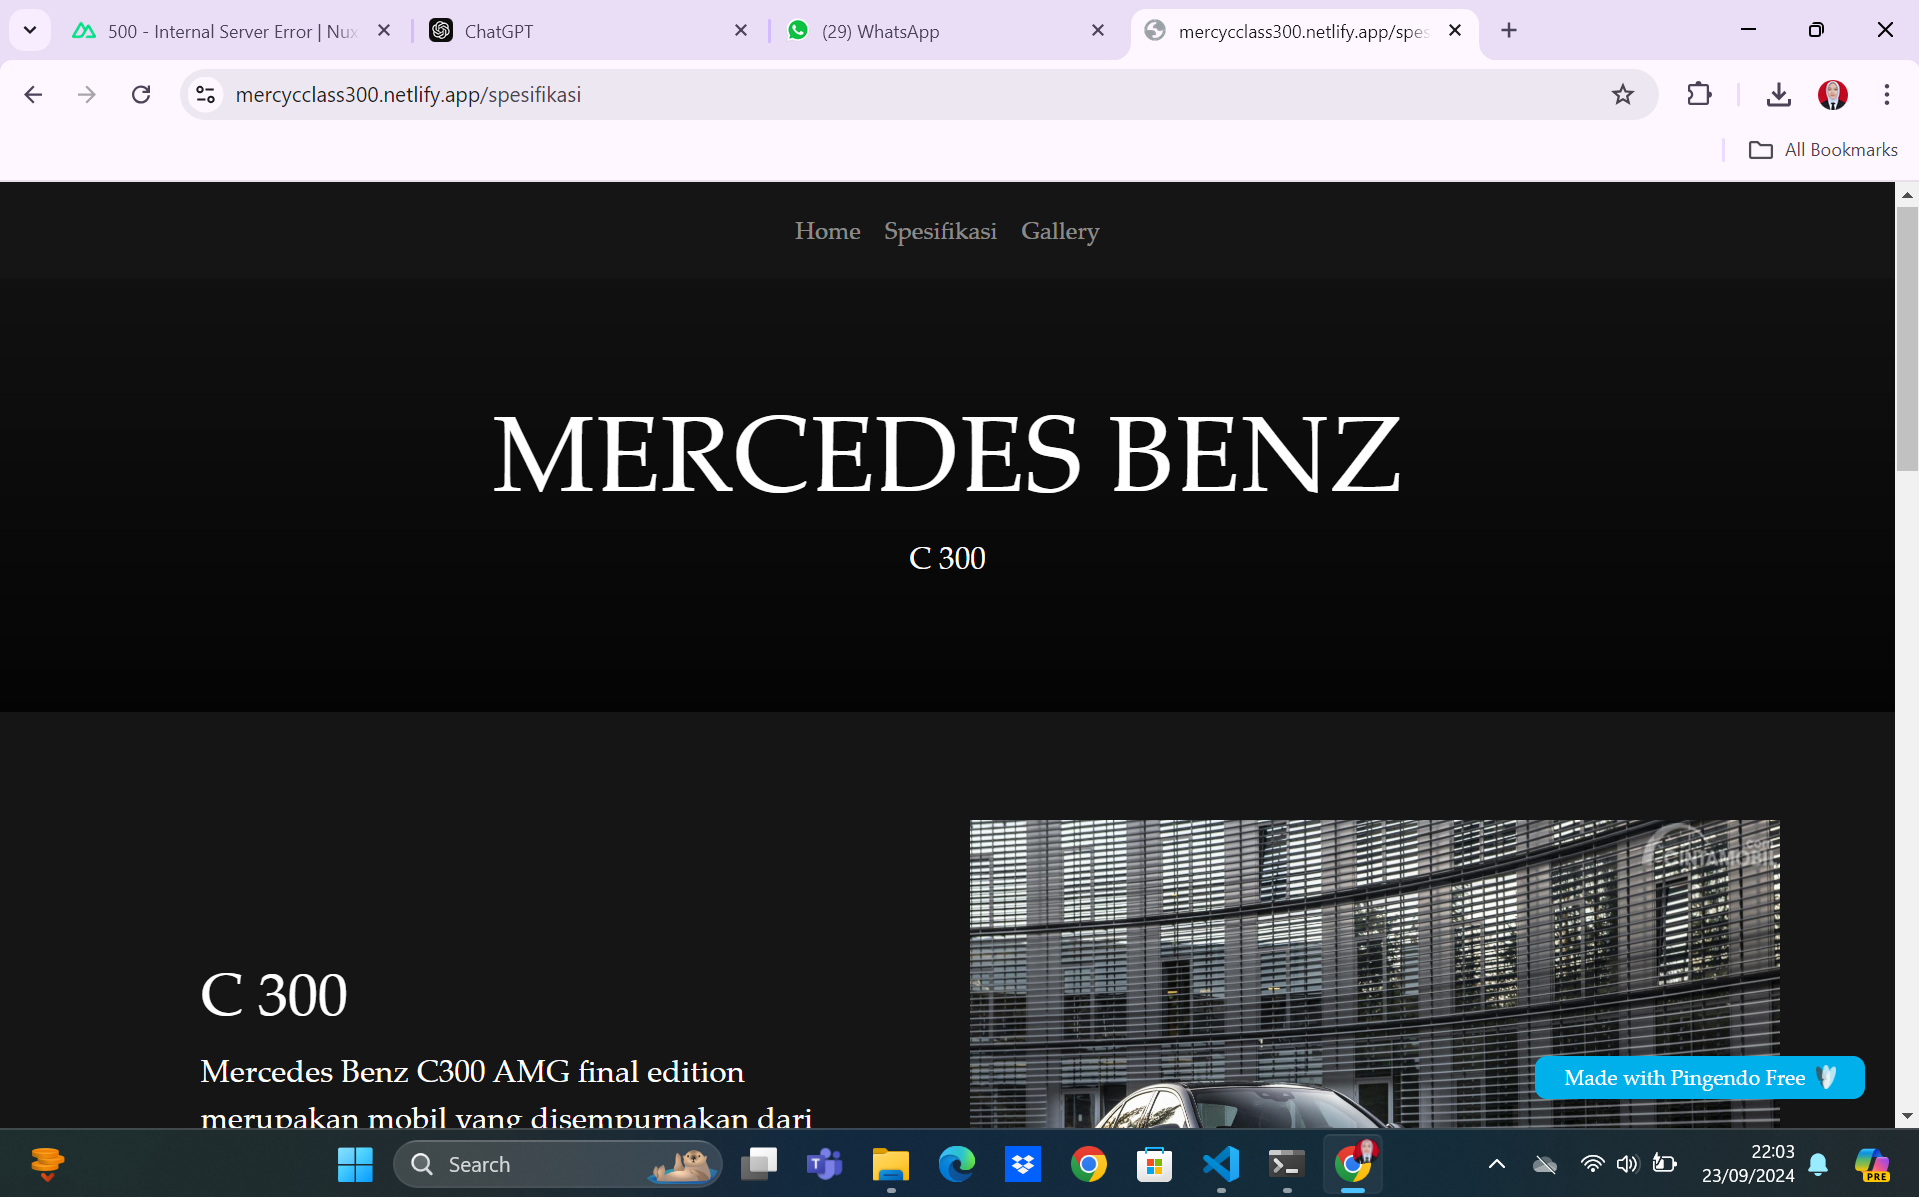 500 - Internal Server Error | Nux
ChatGPT
(29) WhatsApp
mercycclass300.netlify.app/spes
mercycclass300.netlify.app/spesifikasi
All Bookmarks
Home Spesifikasi Gallery
MERCEDES BENZ
C 300
C 300
Mercedes Benz C300 AMG final edition
merupakan mobil yang disempurnakan dari
Made with Pingendo Free
Search
22:03
23/09/2024
PRE